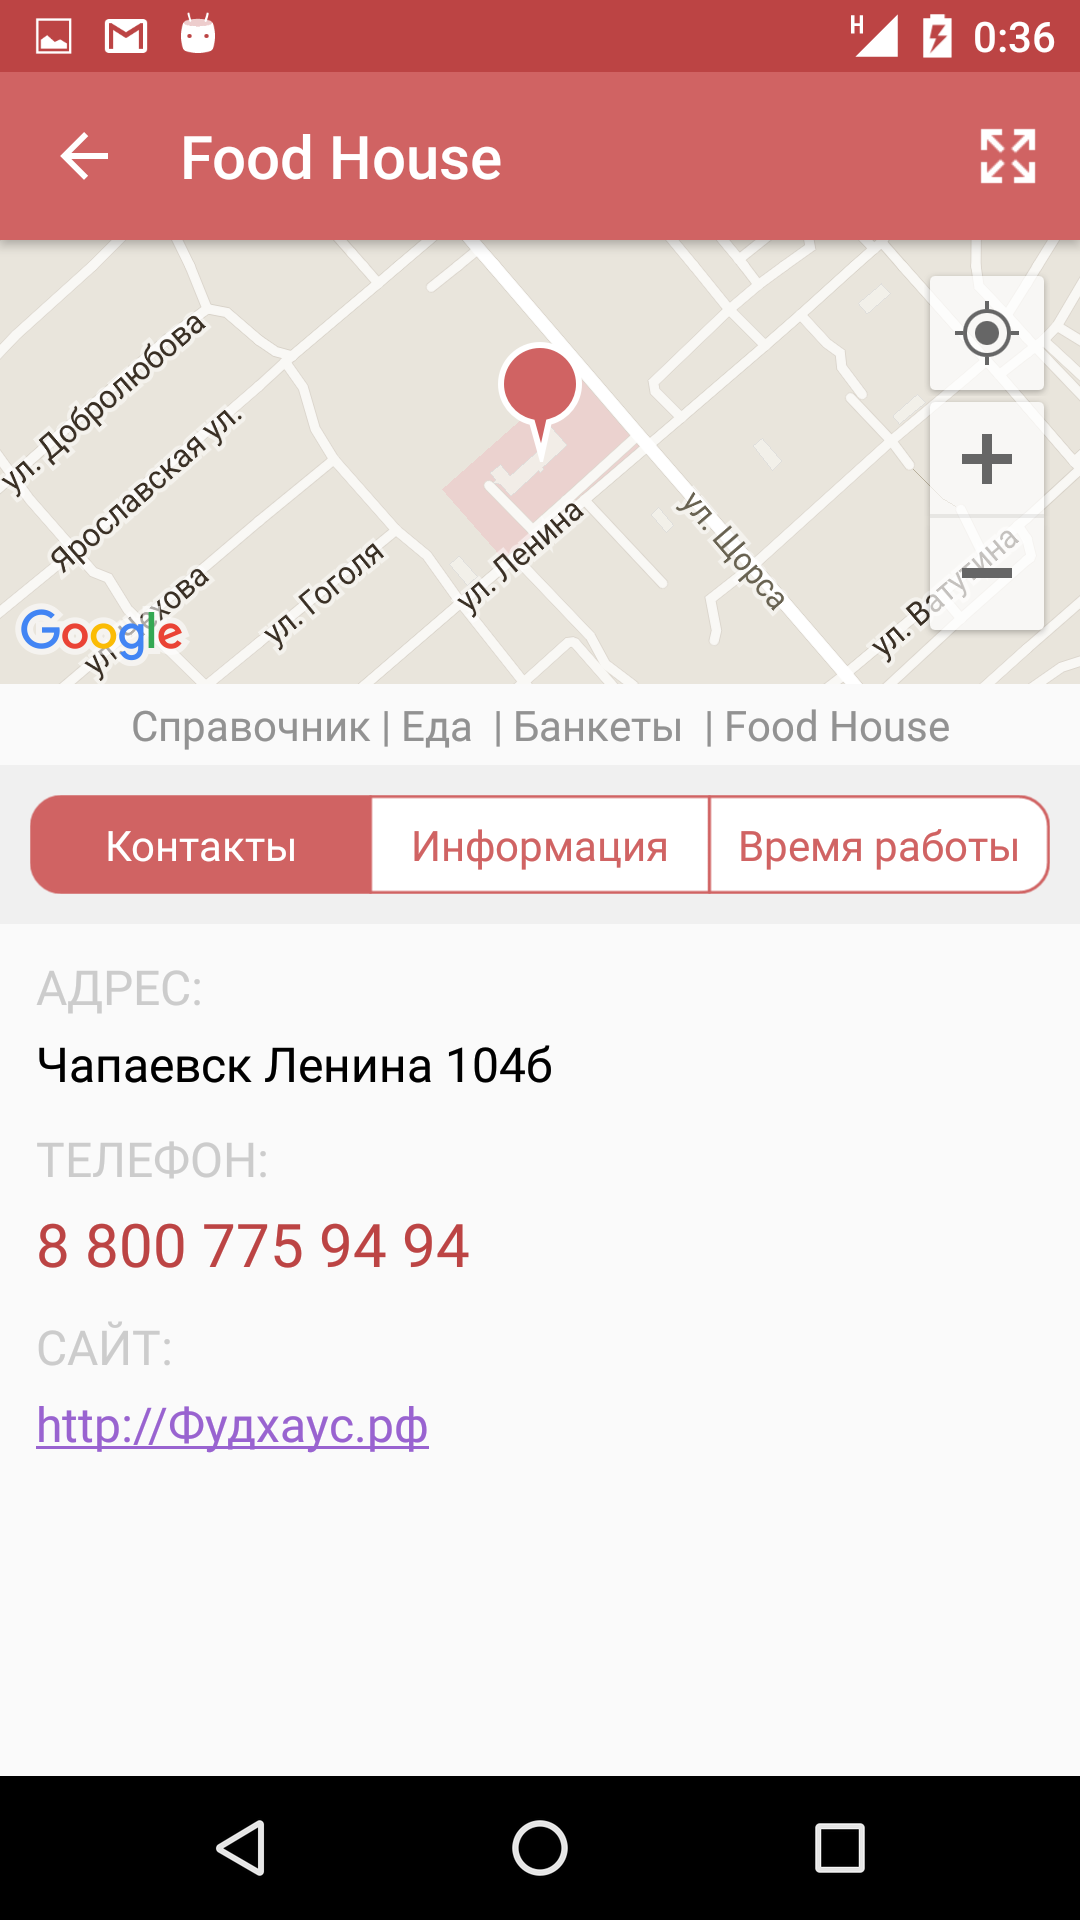 H
0:36
Food House
ул. Добролюбова
Ярославская ул.
ул. Чехова
ул. Гоголя
ул. Ленина
ул. Щорса
ул. Ватутина
Google
Справочник | Еда | Банкеты | Food House
Контакты
Информация
Время работы
АДРЕС:
Чапаевск Ленина 104б
ТЕЛЕФОН:
8 800 775 94 94
САЙТ:
http://Фудхаус.рф